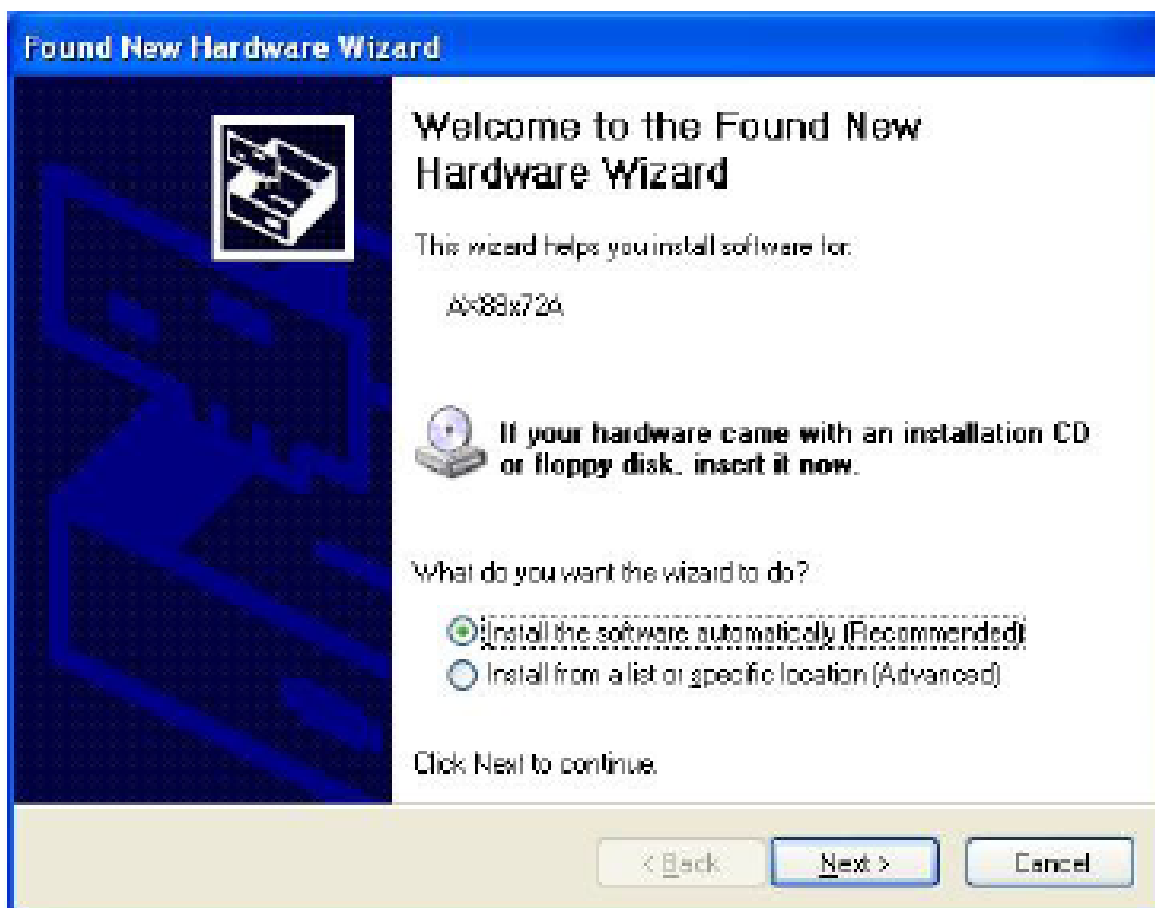 Found New Hardware Wizard
Welcome to the Found New
Hardware Wizard
This wizard helps you install software for:
AX88x72A
If your hardware came with an installation CD
or floppy disk, insert it now.
What do you want the wizard to do?
Install the software automatically (Recommended)
Install from a list or specific location (Advanced)
Click Next to continue.
< Back Next > Cancel